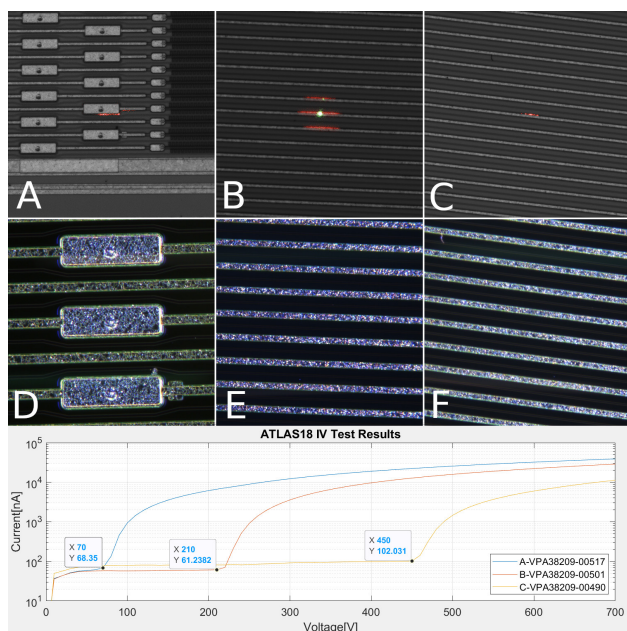 A
B
C
D
E
F
ATLAS18 IV Test Results
Current[nA]
10^5
10^4
10^3
10^2
10^1
X 70
Y 68.35
X 210
Y 61.2382
X 450
Y 102.031
A-VPA38209-00517
B-VPA38209-00501
C-VPA38209-00490
0 100 200 300 400 500 600 700
Voltage[V]